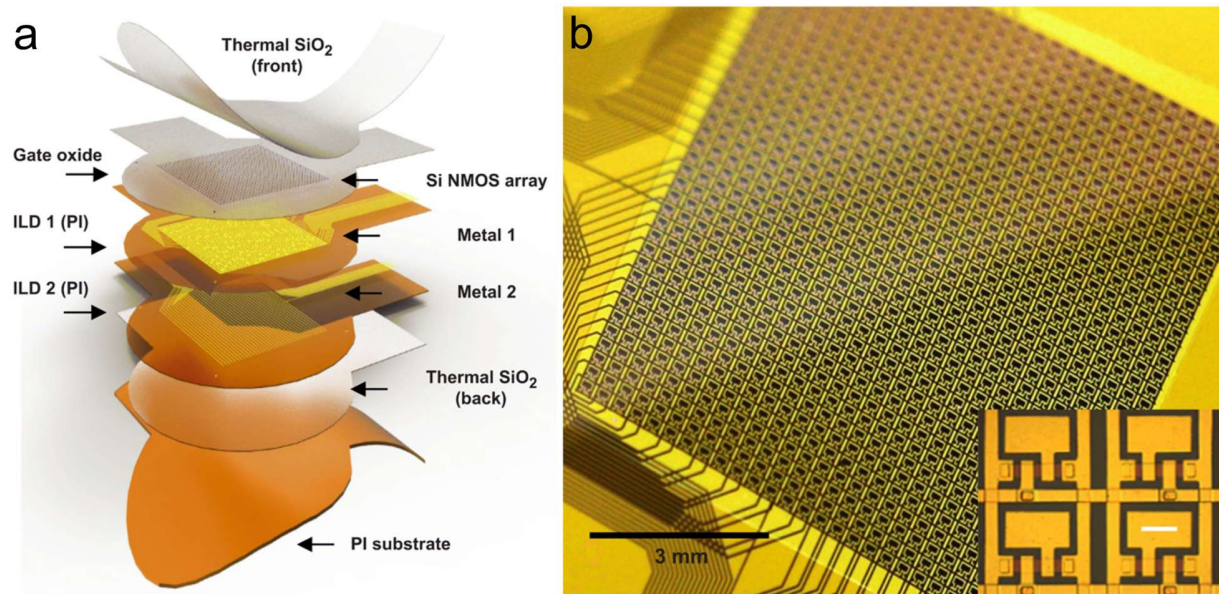 a
Thermal SiO₂
(front)
Gate oxide
Si NMOS array
ILD 1 (PI)
Metal 1
ILD 2 (PI)
Metal 2
Thermal SiO₂
(back)
PI substrate
b
3 mm